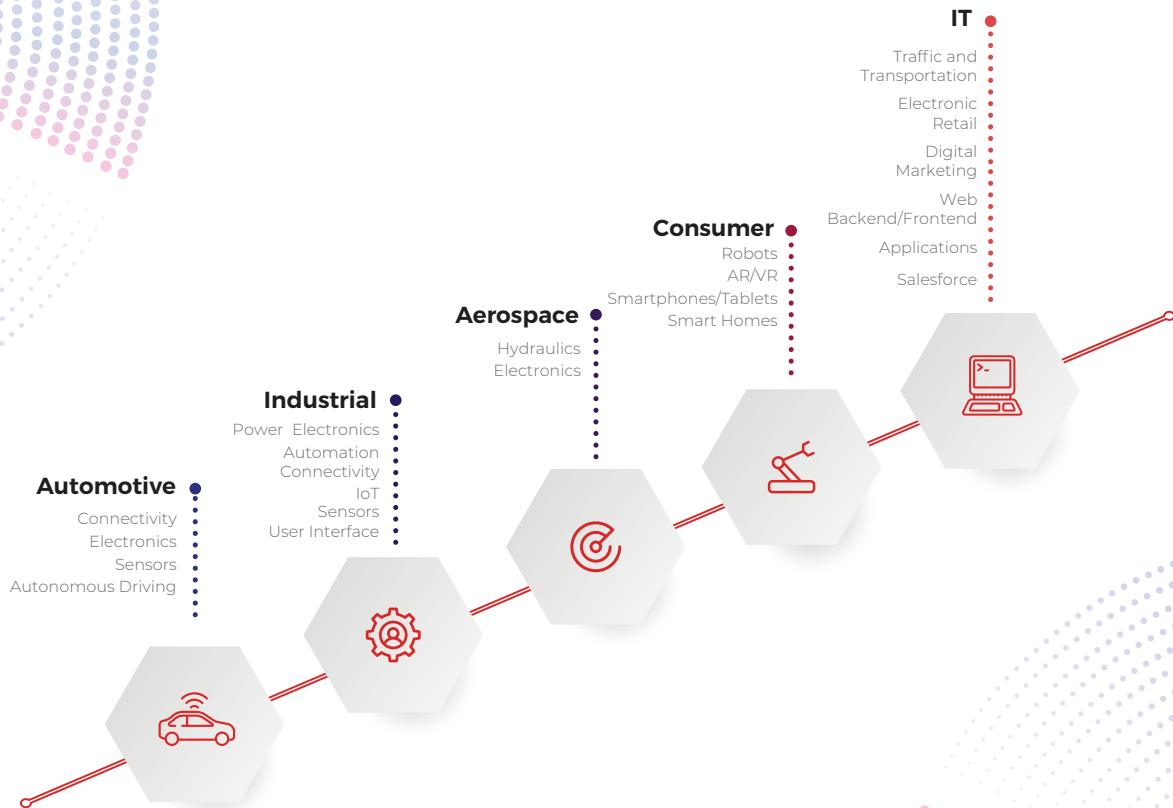 IT
Traffic and
Transportation
Electronic
Retail
Digital
Marketing
Web
Backend/Frontend
Applications
Salesforce
Consumer
Robots
AR/VR
Smartphones/Tablets
Smart Homes
Aerospace
Hydraulics
Electronics
Industrial
Power Electronics
Automation
Connectivity
IoT
Sensors
User Interface
Automotive
Connectivity
Electronics
Sensors
Autonomous Driving